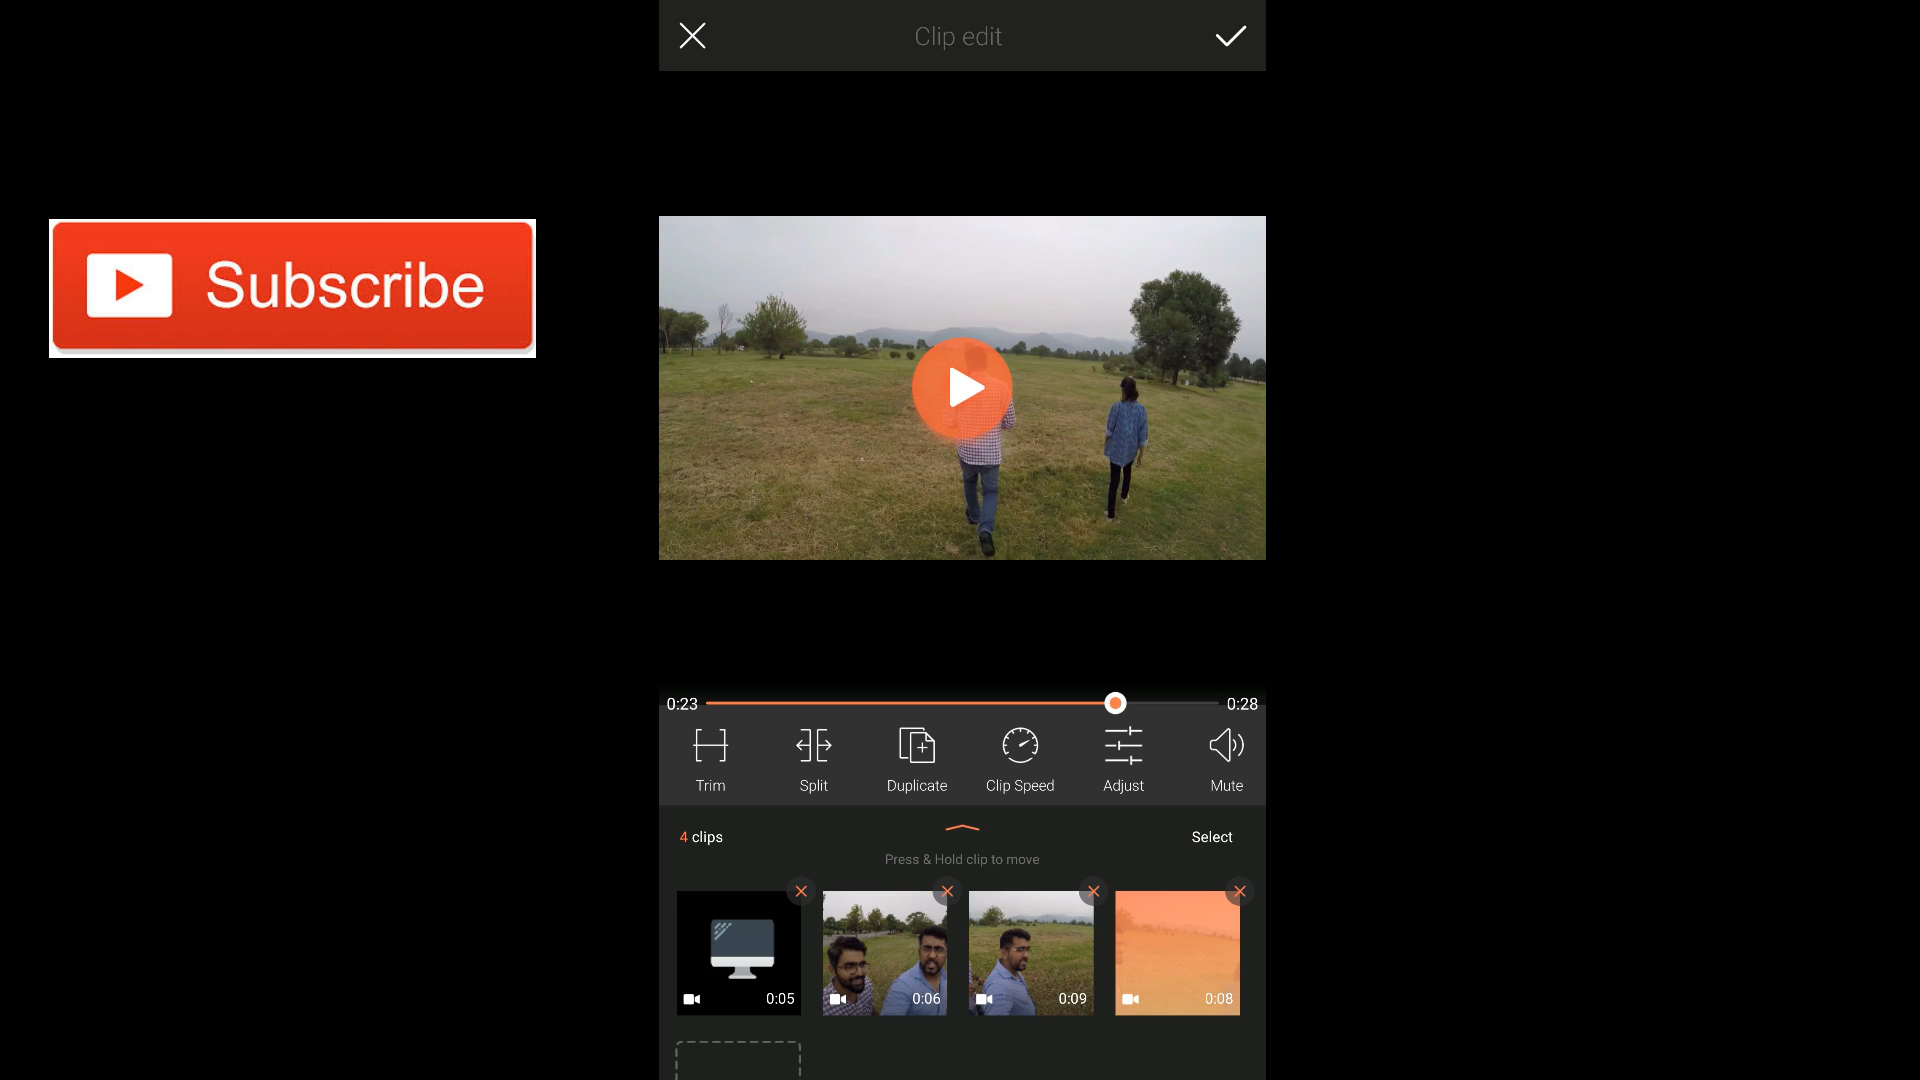 Clip edit
Subscribe
0:23
0:28
Trim
Split
Duplicate
Clip Speed
Adjust
Mute
4 clips
Select
Press & Hold clip to move
0:05
0:06
0:09
0:08